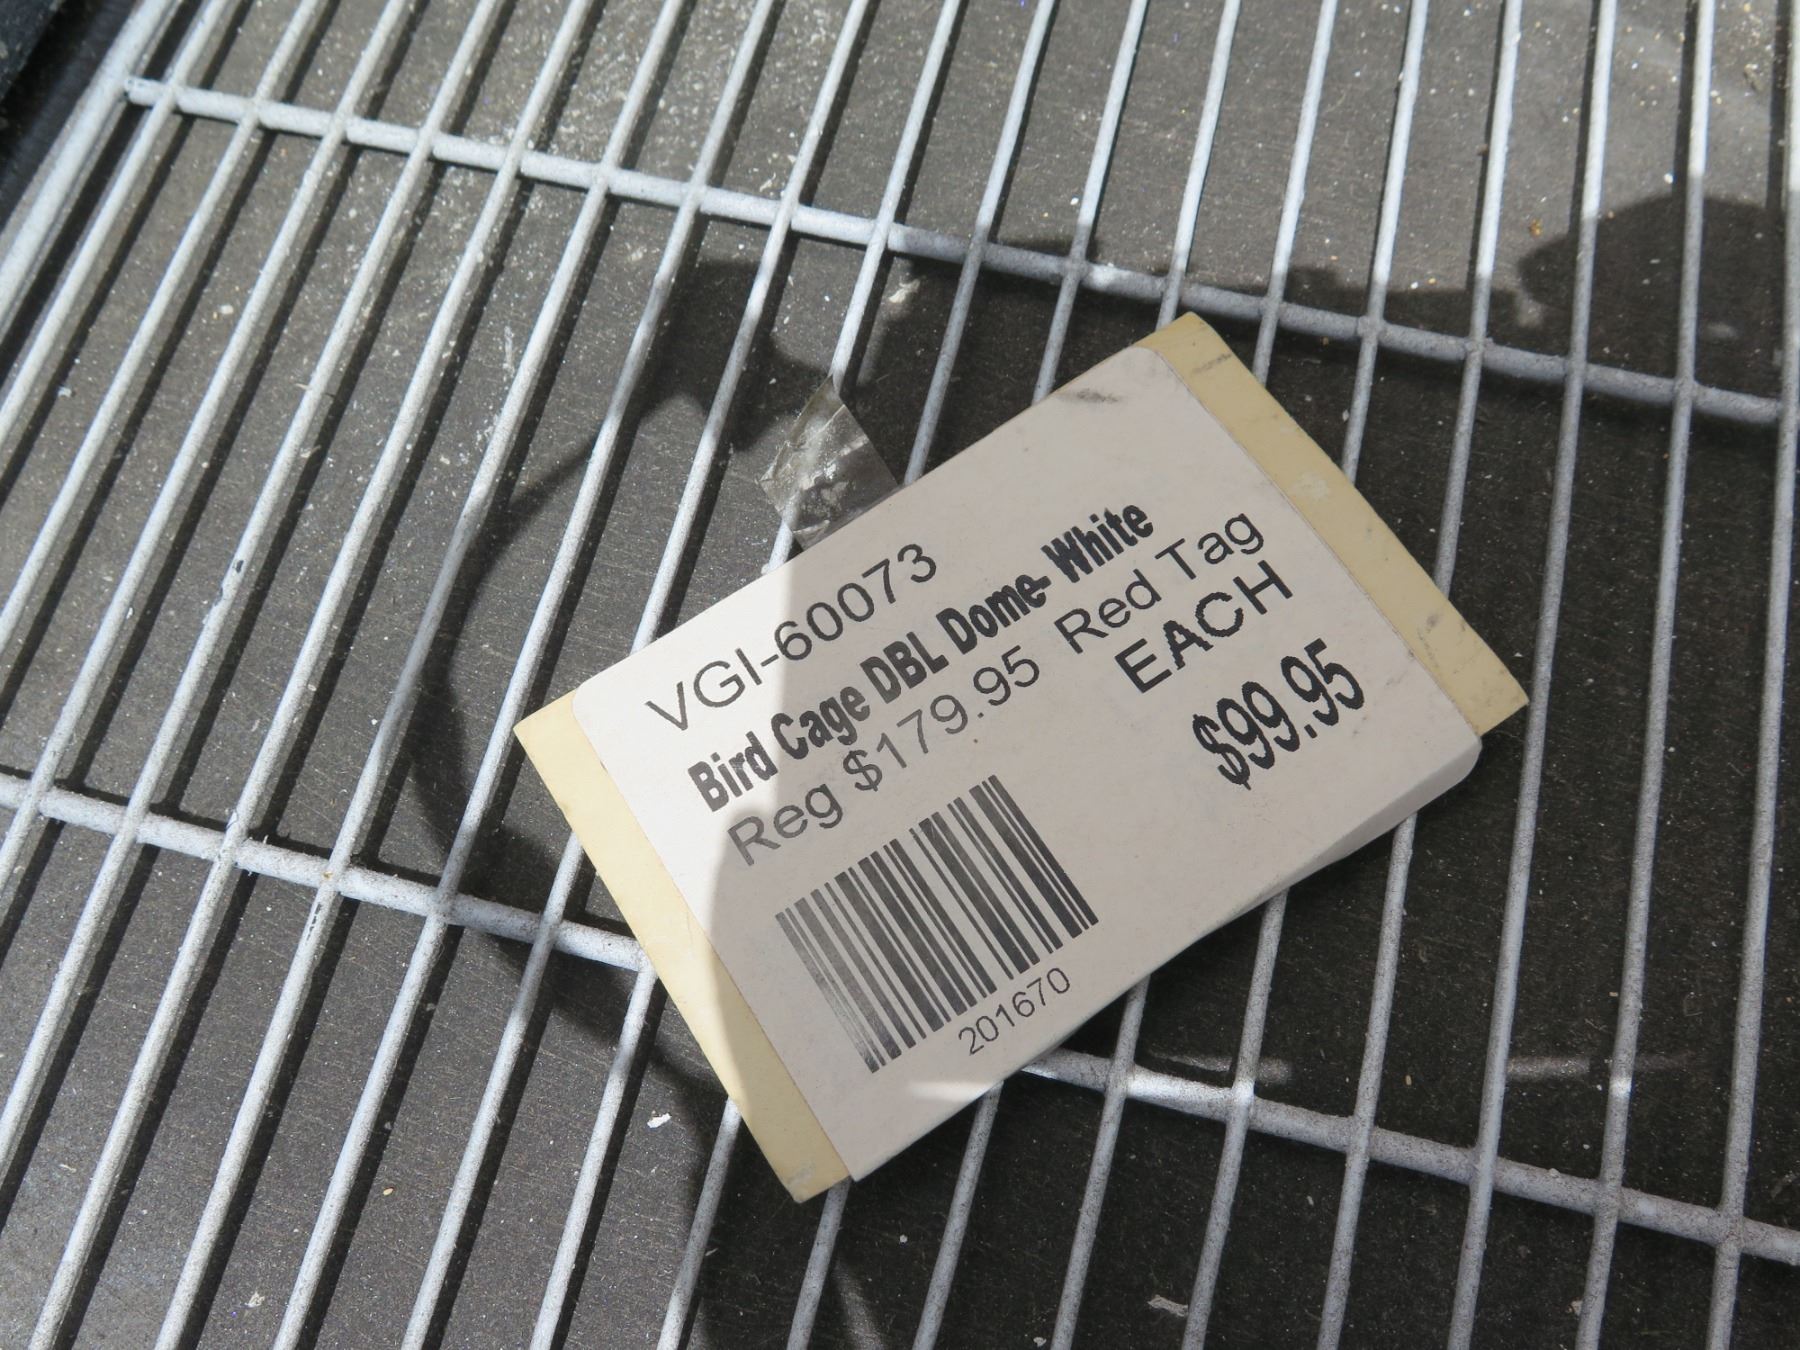 VGI-60073
Bird Cage DBL Dome- White
Reg $179.95 Red Tag
EACH
$99.95
201670